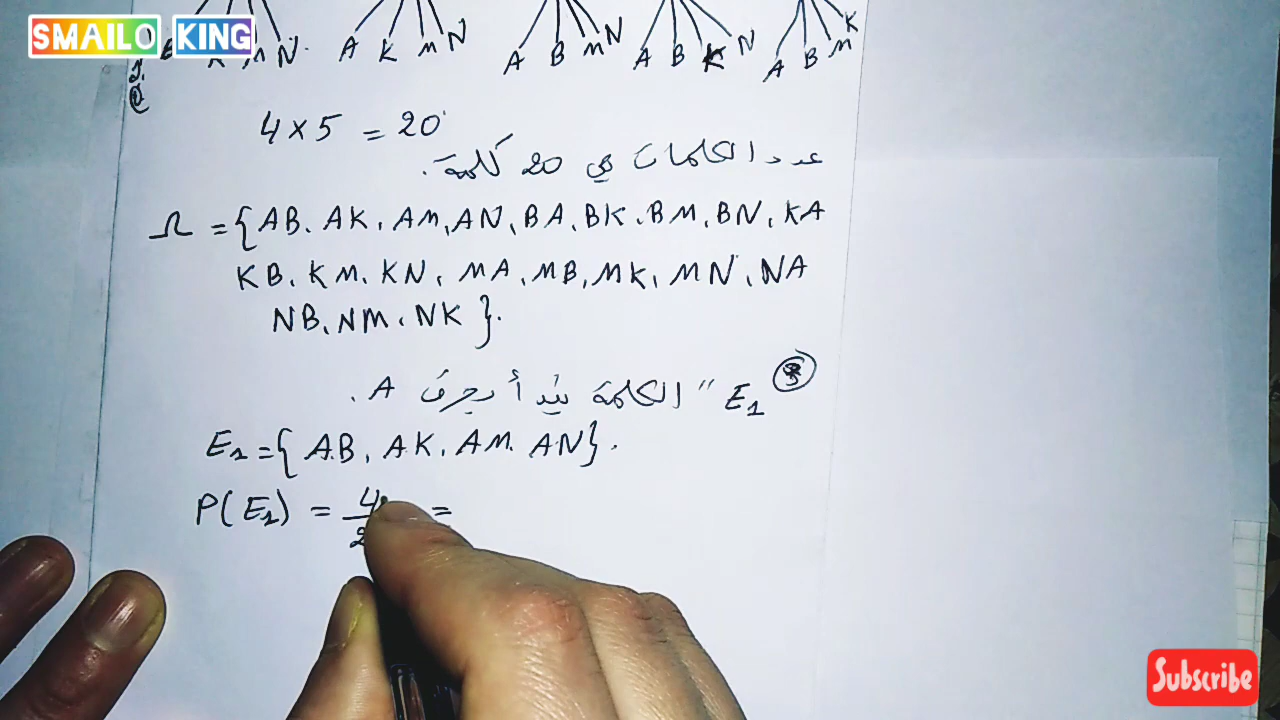 SMAILO KING
K M N A K M N A B M N A B K N A B M K
4 × 5 = 20
عدد الكلمات هي 20 كلمة.
Ω = { AB, AK, AM, AN, BA, BK, BM, BN, KA
KB, KM, KN, MA, MB, MK, MN, NA
NB, NM, NK }.
③ E1 " الكلمة تبدأ بحرف A .
E1 = { AB, AK, AM, AN }.
P(E1) = 4/2 =
Subscribe